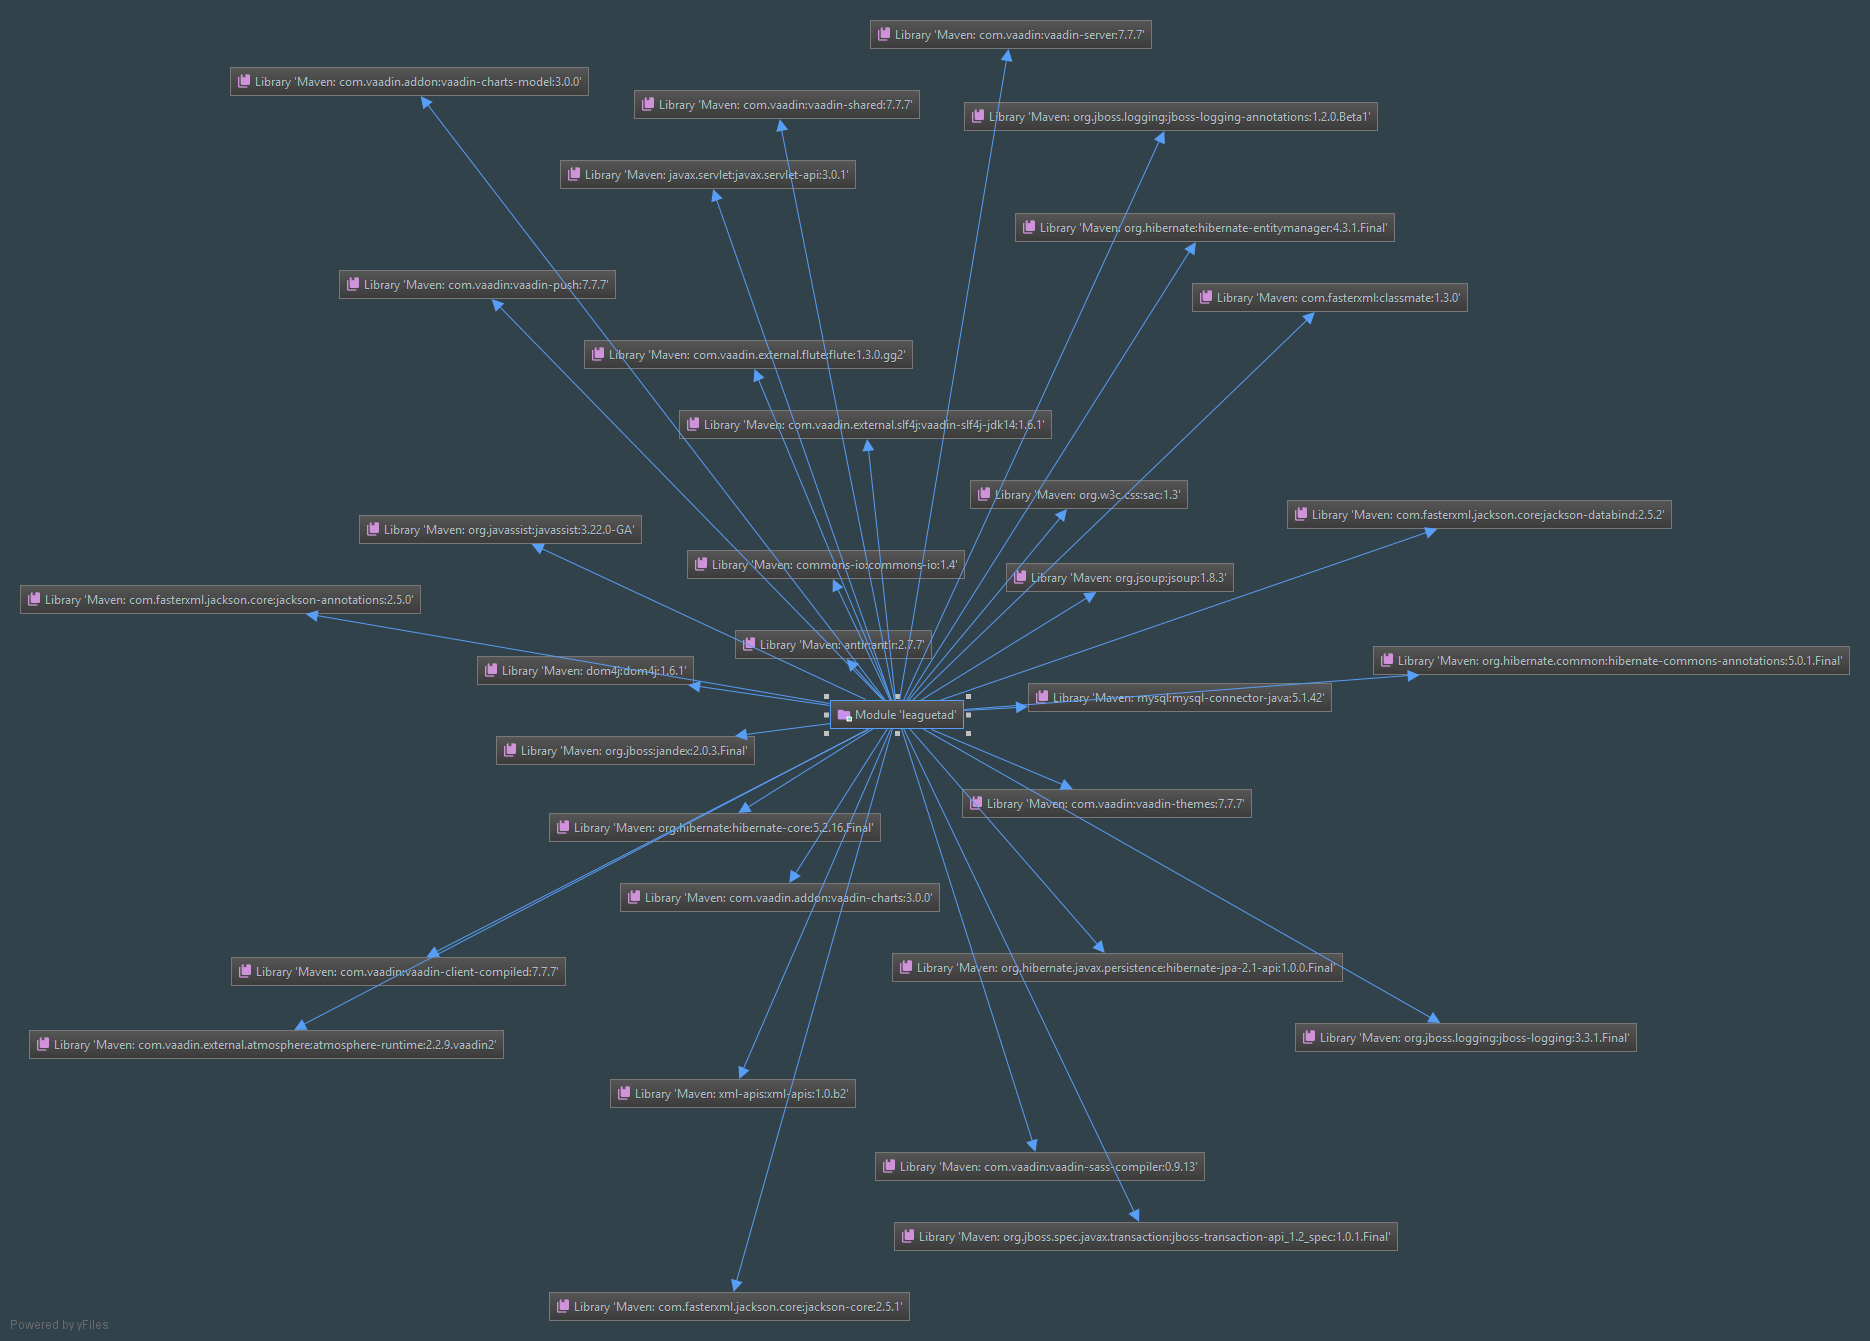 Library 'Maven: com.vaadin:vaadin-server:7.7.7'
Library 'Maven: com.vaadin.addon:vaadin-charts-model:3.0.0'
Library 'Maven: com.vaadin:vaadin-shared:7.7.7'
Library 'Maven: org.jboss.logging:jboss-logging-annotations:1.2.0.Beta1'
Library 'Maven: javax.servlet:javax.servlet-api:3.0.1'
Library 'Maven: org.hibernate:hibernate-entitymanager:4.3.1.Final'
Library 'Maven: com.vaadin:vaadin-push:7.7.7'
Library 'Maven: com.fasterxml:classmate:1.3.0'
Library 'Maven: com.vaadin.external.flute:flute:1.3.0.gg2'
Library 'Maven: com.vaadin.external.slf4j:vaadin-slf4j-jdk14:1.6.1'
Library 'Maven: org.w3c.css:sac:1.3'
Library 'Maven: com.fasterxml.jackson.core:jackson-databind:2.5.2'
Library 'Maven: org.javassist:javassist:3.22.0-GA'
Library 'Maven: commons-io:commons-io:1.4'
Library 'Maven: org.jsoup:jsoup:1.8.3'
Library 'Maven: com.fasterxml.jackson.core:jackson-annotations:2.5.0'
Library 'Maven: antlr:antlr:2.7.7'
Library 'Maven: org.hibernate.common:hibernate-commons-annotations:5.0.1.Final'
Library 'Maven: dom4j:dom4j:1.6.1'
Library 'Maven: mysql:mysql-connector-java:5.1.42'
Module 'leaguetad'
Library 'Maven: org.jboss:jandex:2.0.3.Final'
Library 'Maven: com.vaadin:vaadin-themes:7.7.7'
Library 'Maven: org.hibernate:hibernate-core:5.2.16.Final'
Library 'Maven: com.vaadin.addon:vaadin-charts:3.0.0'
Library 'Maven: com.vaadin:vaadin-client-compiled:7.7.7'
Library 'Maven: org.hibernate.javax.persistence:hibernate-jpa-2.1-api:1.0.0.Final'
Library 'Maven: org.jboss.logging:jboss-logging:3.3.1.Final'
Library 'Maven: com.vaadin.external.atmosphere:atmosphere-runtime:2.2.9.vaadin2'
Library 'Maven: xml-apis:xml-apis:1.0.b2'
Library 'Maven: com.vaadin:vaadin-sass-compiler:0.9.13'
Library 'Maven: org.jboss.spec.javax.transaction:jboss-transaction-api_1.2_spec:1.0.1.Final'
Library 'Maven: com.fasterxml.jackson.core:jackson-core:2.5.1'
Powered by yFiles